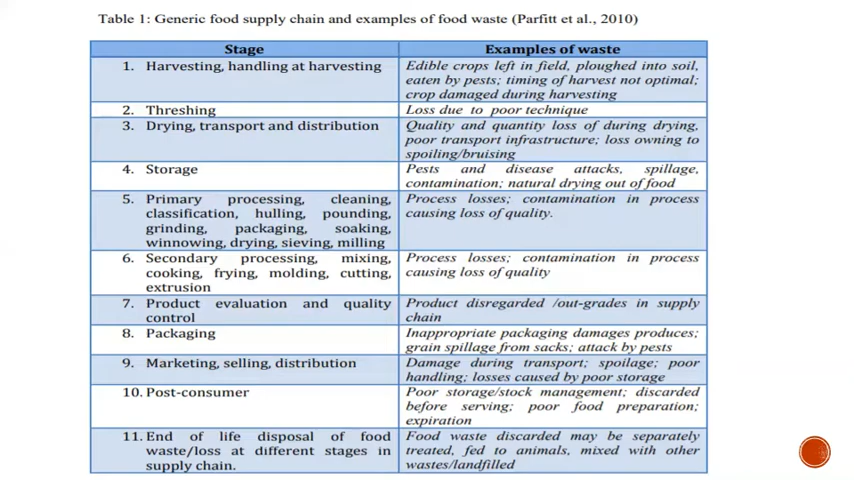 Table 1: Generic food supply chain and examples of food waste (Parfitt et al., 2010)
Stage
Examples of waste
1. Harvesting, handling at harvesting
Edible crops left in field, ploughed into soil,
eaten by pests; timing of harvest not optimal;
crop damaged during harvesting
2. Threshing
Loss due to poor technique
3. Drying, transport and distribution
Quality and quantity loss of during drying,
poor transport infrastructure; loss owning to
spoiling/bruising
4. Storage
Pests and disease attacks, spillage,
contamination; natural drying out of food
5. Primary processing, cleaning,
classification, hulling, pounding,
grinding, packaging, soaking,
winnowing, drying, sieving, milling
Process losses; contamination in process
causing loss of quality.
6. Secondary processing, mixing,
cooking, frying, molding, cutting,
extrusion
Process losses; contamination in process
causing loss of quality
7. Product evaluation and quality
control
Product disregarded /out-grades in supply
chain
8. Packaging
Inappropriate packaging damages produces;
grain spillage from sacks; attack by pests
9. Marketing, selling, distribution
Damage during transport; spoilage; poor
handling; losses caused by poor storage
10. Post-consumer
Poor storage/stock management; discarded
before serving; poor food preparation;
expiration
11. End of life disposal of food
waste/loss at different stages in
supply chain.
Food waste discarded may be separately
treated, fed to animals, mixed with other
wastes/landfilled